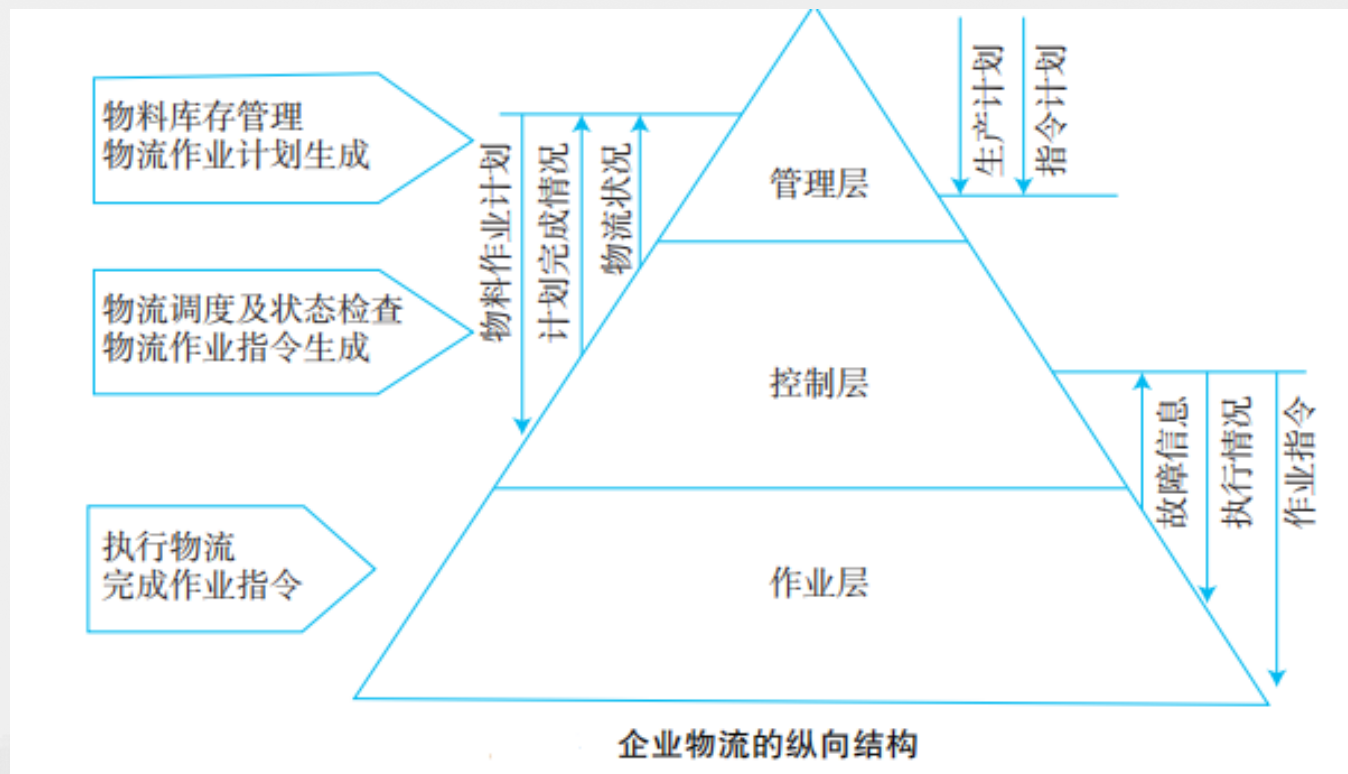 物料库存管理
物流作业计划生成
物流调度及状态检查
物流作业指令生成
执行物流
完成作业指令
物料作业计划
计划完成情况
物流状况
管理层
控制层
作业层
生产计划
指令计划
故障信息
执行情况
作业指令
企业物流的纵向结构